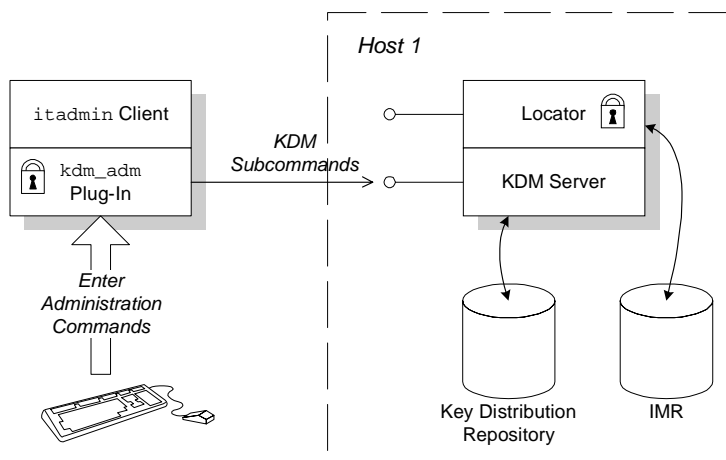 Host 1
itadmin Client
kdm_adm
Plug-In
KDM
Subcommands
Locator
KDM Server
Enter
Administration
Commands
Key Distribution
Repository
IMR